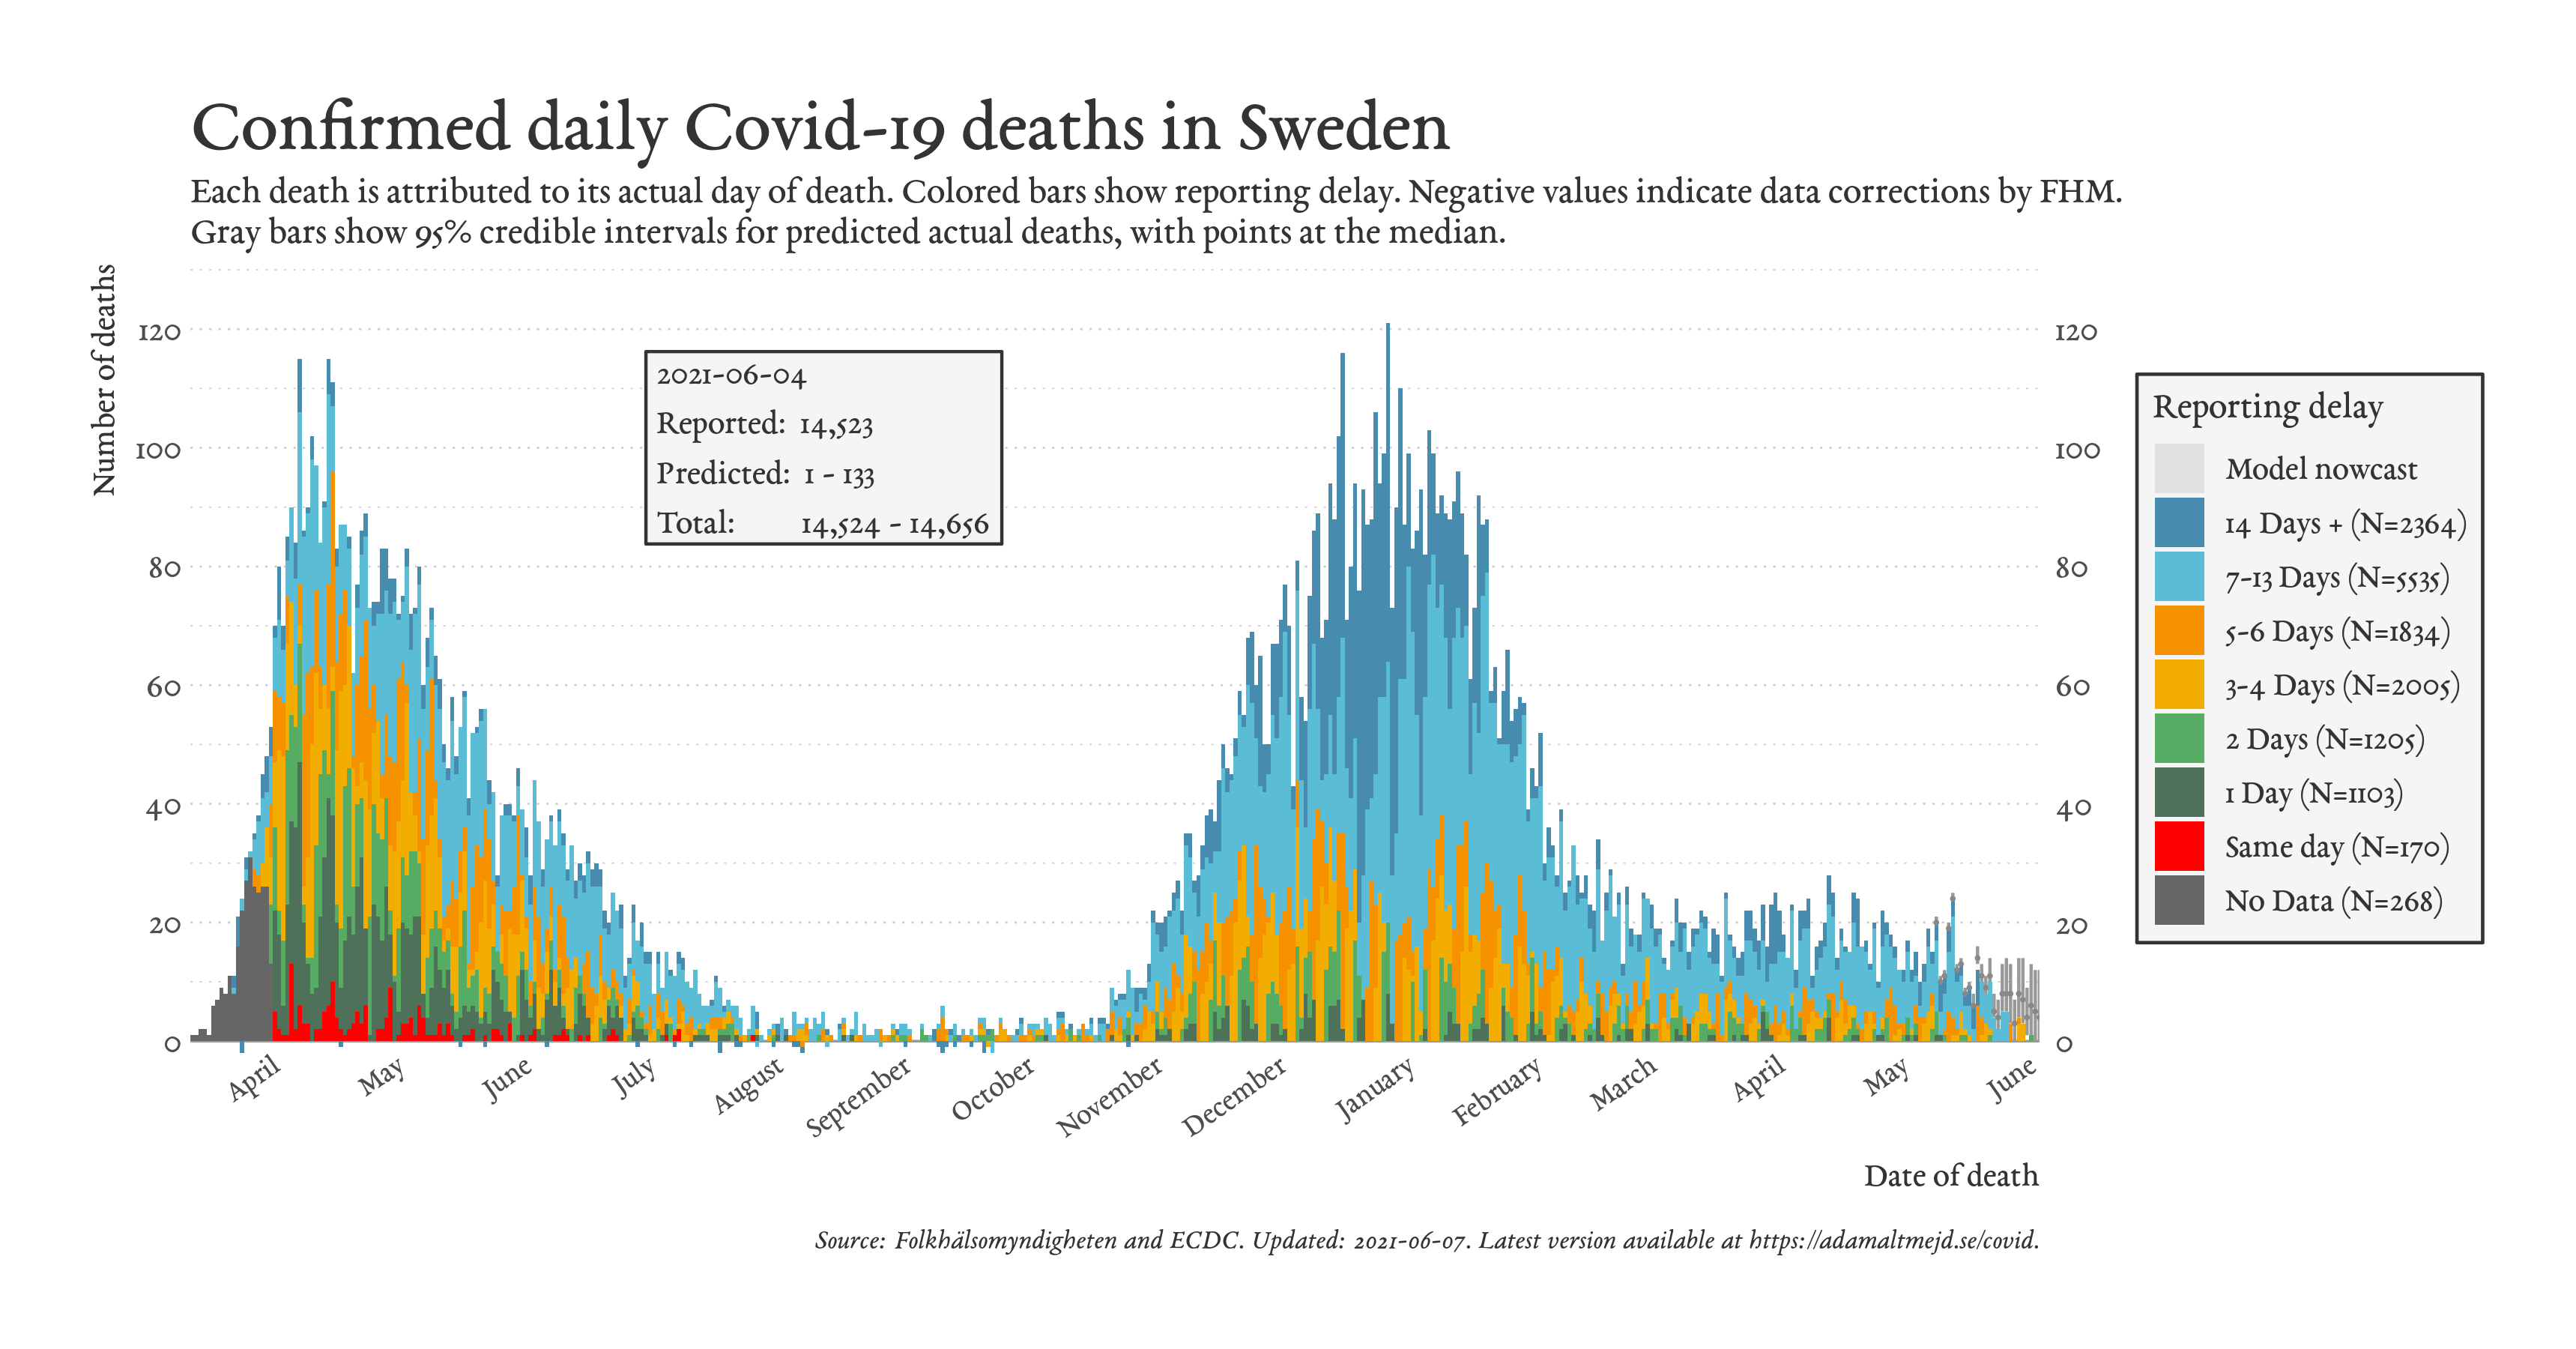 Confirmed daily Covid-19 deaths in Sweden
Each death is attributed to its actual day of death. Colored bars show reporting delay. Negative values indicate data corrections by FHM.
Gray bars show 95% credible intervals for predicted actual deaths, with points at the median.
Number of deaths
120
100
80
60
40
20
0
2021-06-04
Reported: 14,523
Predicted: 1 - 133
Total: 14,524 - 14,656
120
100
80
60
40
20
0
Reporting delay
Model nowcast
14 Days + (N=2364)
7-13 Days (N=5535)
5-6 Days (N=1834)
3-4 Days (N=2005)
2 Days (N=1205)
1 Day (N=1103)
Same day (N=170)
No Data (N=268)
April
May
June
July
August
September
October
November
December
January
February
March
April
May
June
Date of death
Source: Folkhälsomyndigheten and ECDC. Updated: 2021-06-07. Latest version available at https://adamaltmejd.se/covid.